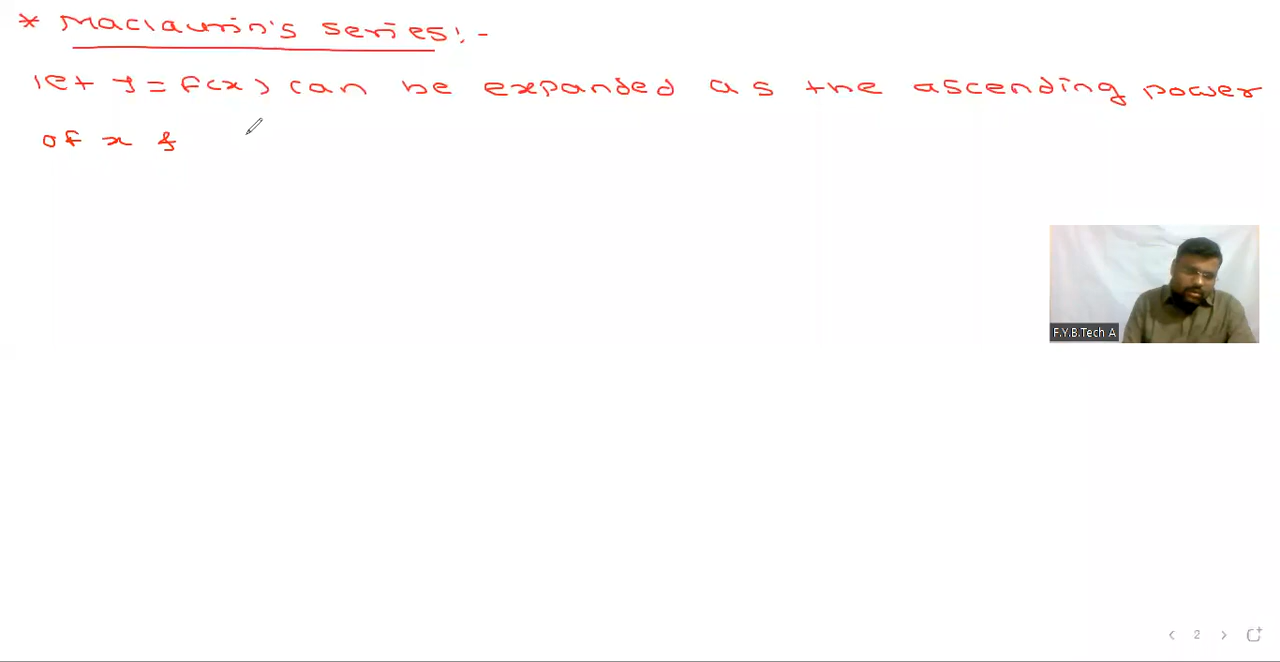 * Maclaurin's series:-
let y = f(x) can be expanded as the ascending power
of x &
F.Y.B.Tech A
< 2 >